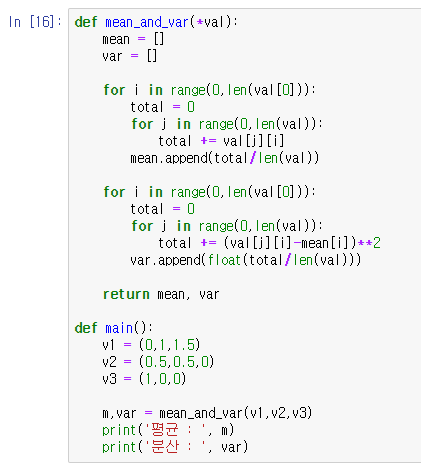 In [16]: def mean_and_var(*val):
    mean = []
    var = []

    for i in range(0,len(val[0])):
        total = 0
        for j in range(0,len(val)):
            total += val[j][i]
        mean.append(total/len(val))

    for i in range(0,len(val[0])):
        total = 0
        for j in range(0,len(val)):
            total += (val[j][i]-mean[i])**2
        var.append(float(total/len(val)))

    return mean, var

def main():
    v1 = (0,1,1.5)
    v2 = (0.5,0.5,0)
    v3 = (1,0,0)

    m,var = mean_and_var(v1,v2,v3)
    print('평균 : ', m)
    print('분산 : ', var)